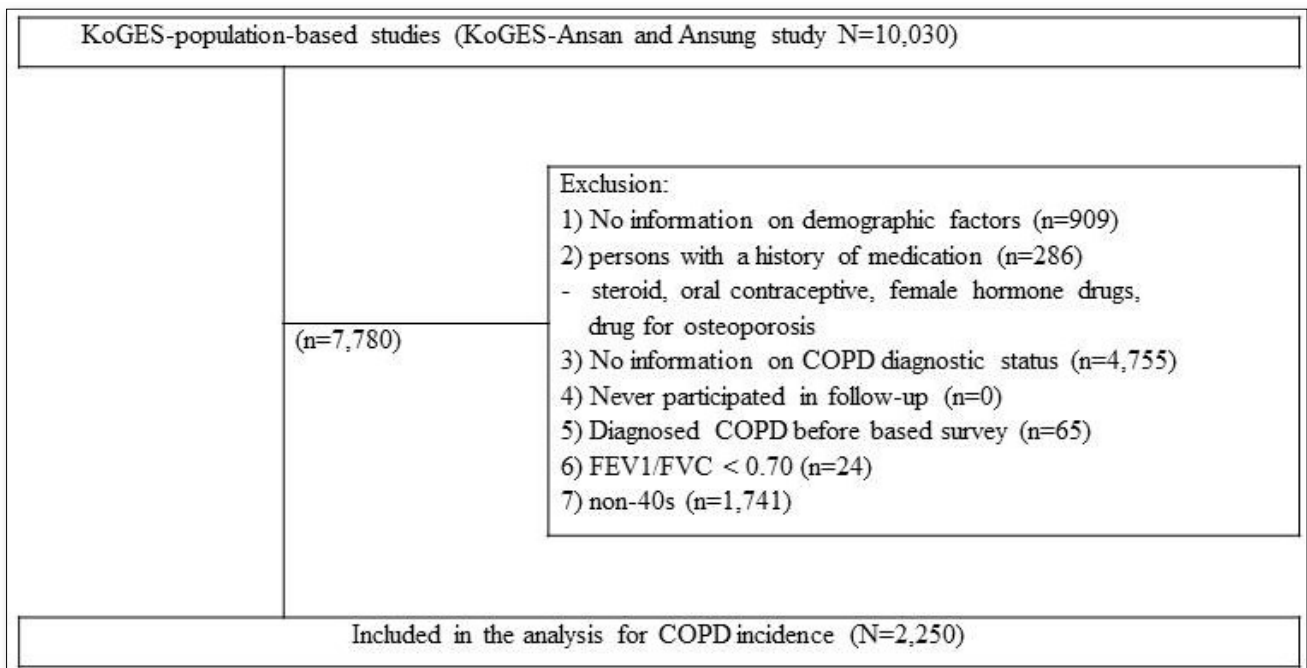 KoGES-population-based studies (KoGES-Ansan and Ansung study N=10,030)
Exclusion:
1) No information on demographic factors (n=909)
2) persons with a history of medication (n=286)
- steroid, oral contraceptive, female hormone drugs,
drug for osteoporosis
(n=7,780)
3) No information on COPD diagnostic status (n=4,755)
4) Never participated in follow-up (n=0)
5) Diagnosed COPD before based survey (n=65)
6) FEV1/FVC < 0.70 (n=24)
7) non-40s (n=1,741)
Included in the analysis for COPD incidence (N=2,250)